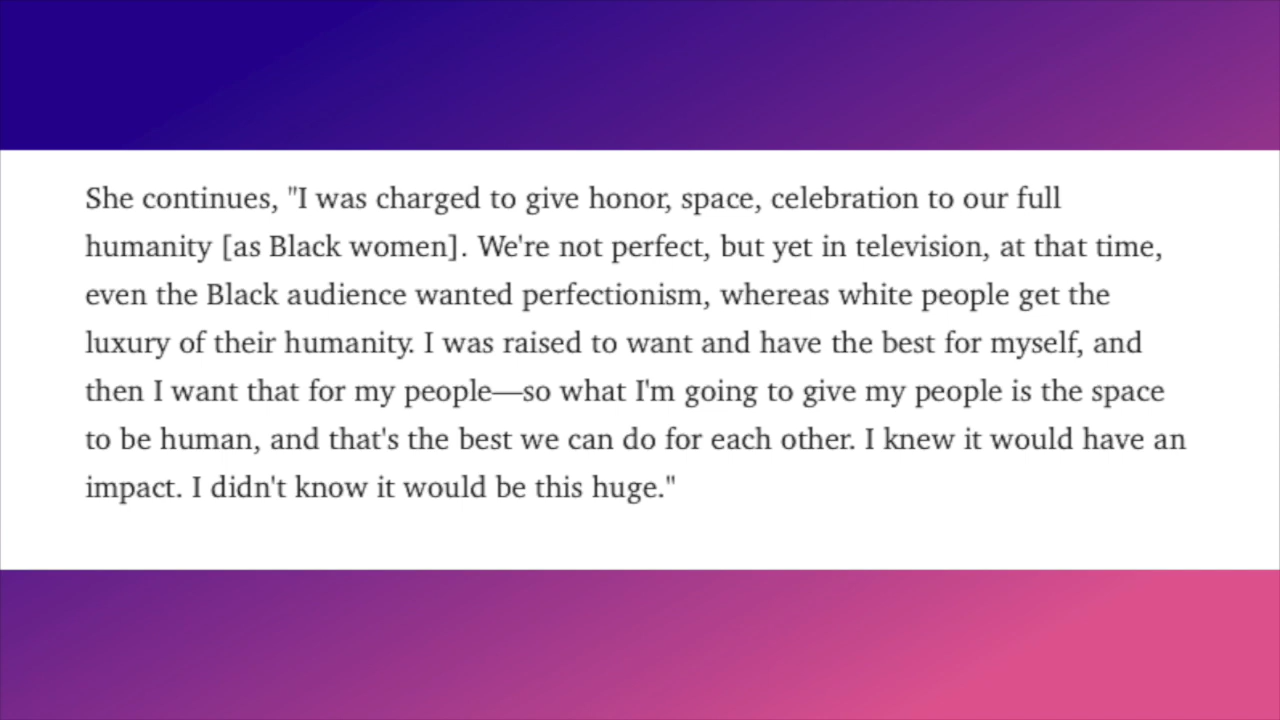 She continues, "I was charged to give honor, space, celebration to our full
humanity [as Black women]. We're not perfect, but yet in television, at that time,
even the Black audience wanted perfectionism, whereas white people get the
luxury of their humanity. I was raised to want and have the best for myself, and
then I want that for my people—so what I'm going to give my people is the space
to be human, and that's the best we can do for each other. I knew it would have an
impact. I didn't know it would be this huge."